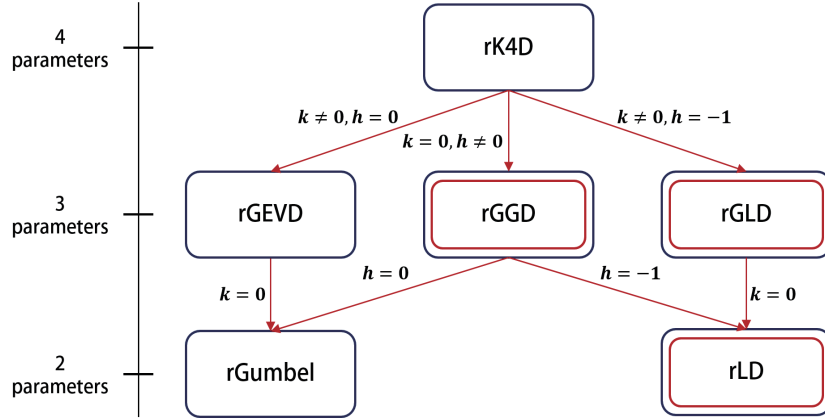 4
parameters
rK4D
k ≠ 0, h = 0
k = 0, h ≠ 0
k ≠ 0, h = −1
3
parameters
rGEVD
rGGD
rGLD
k = 0
h = 0
h = −1
k = 0
2
parameters
rGumbel
rLD